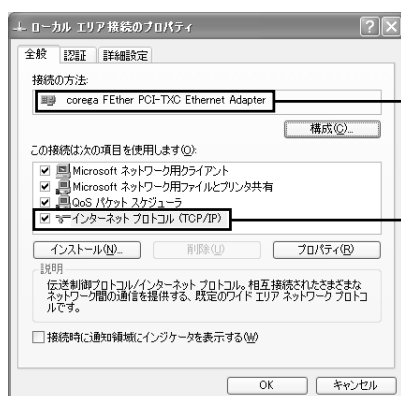 ローカル エリア接続のプロパティ
全般 認証 詳細設定
接続の方法:
corega FEther PCI-TXC Ethernet Adapter
構成(C)...
この接続は次の項目を使用します(O):
Microsoft ネットワーク用クライアント
Microsoft ネットワーク用ファイルとプリンタ共有
QoS パケット スケジューラ
インターネット プロトコル (TCP/IP)
インストール(N)... 削除(U) プロパティ(R)
説明
伝送制御プロトコル/インターネット プロトコル。相互接続されたさまざまな
ネットワーク間の通信を提供する、既定のワイド エリア ネットワーク プロトコ
ルです。
接続時に通知領域にインジケータを表示する(W)
OK キャンセル